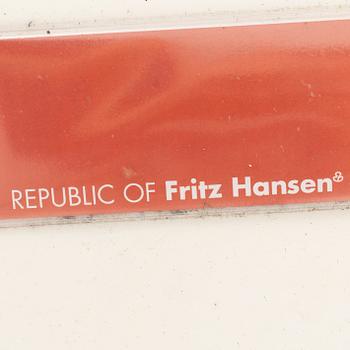 REPUBLIC OF Fritz Hansen